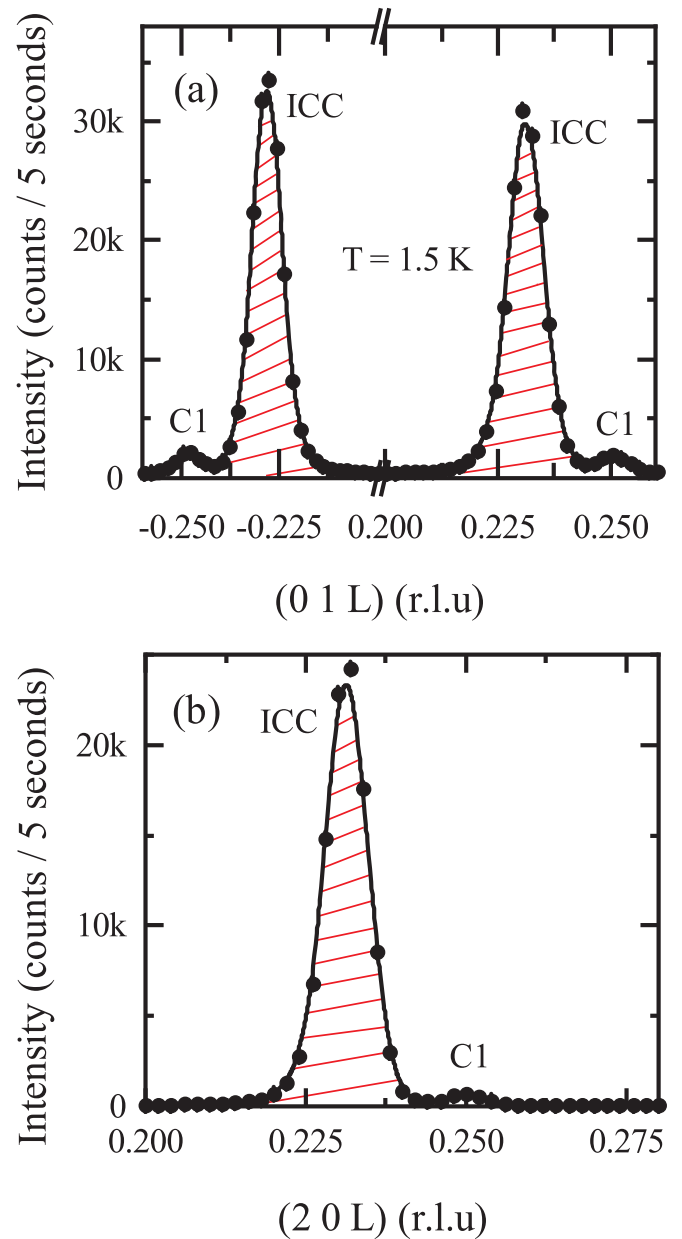 (a)
ICC
ICC
T = 1.5 K
C1
C1
30k
20k
10k
0
Intensity (counts / 5 seconds)
-0.250 -0.225 0.200 0.225 0.250
(0 1 L) (r.l.u)
(b)
ICC
C1
20k
10k
0
Intensity (counts / 5 seconds)
0.200 0.225 0.250 0.275
(2 0 L) (r.l.u)